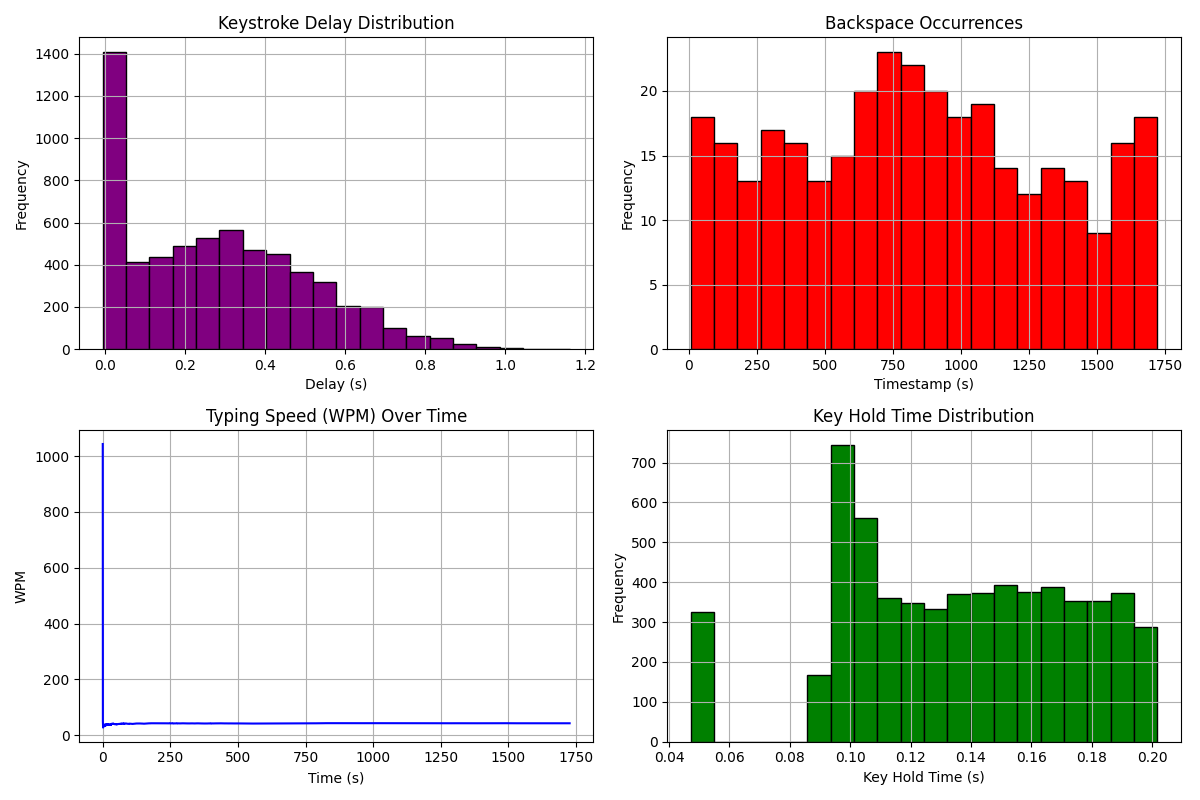 Keystroke Delay Distribution
Frequency
1400
1200
1000
800
600
400
200
0
0.0 0.2 0.4 0.6 0.8 1.0 1.2
Delay (s)
Backspace Occurrences
Frequency
20
15
10
5
0
0 250 500 750 1000 1250 1500 1750
Timestamp (s)
Typing Speed (WPM) Over Time
WPM
1000
800
600
400
200
0
0 250 500 750 1000 1250 1500 1750
Time (s)
Key Hold Time Distribution
Frequency
700
600
500
400
300
200
100
0
0.04 0.06 0.08 0.10 0.12 0.14 0.16 0.18 0.20
Key Hold Time (s)